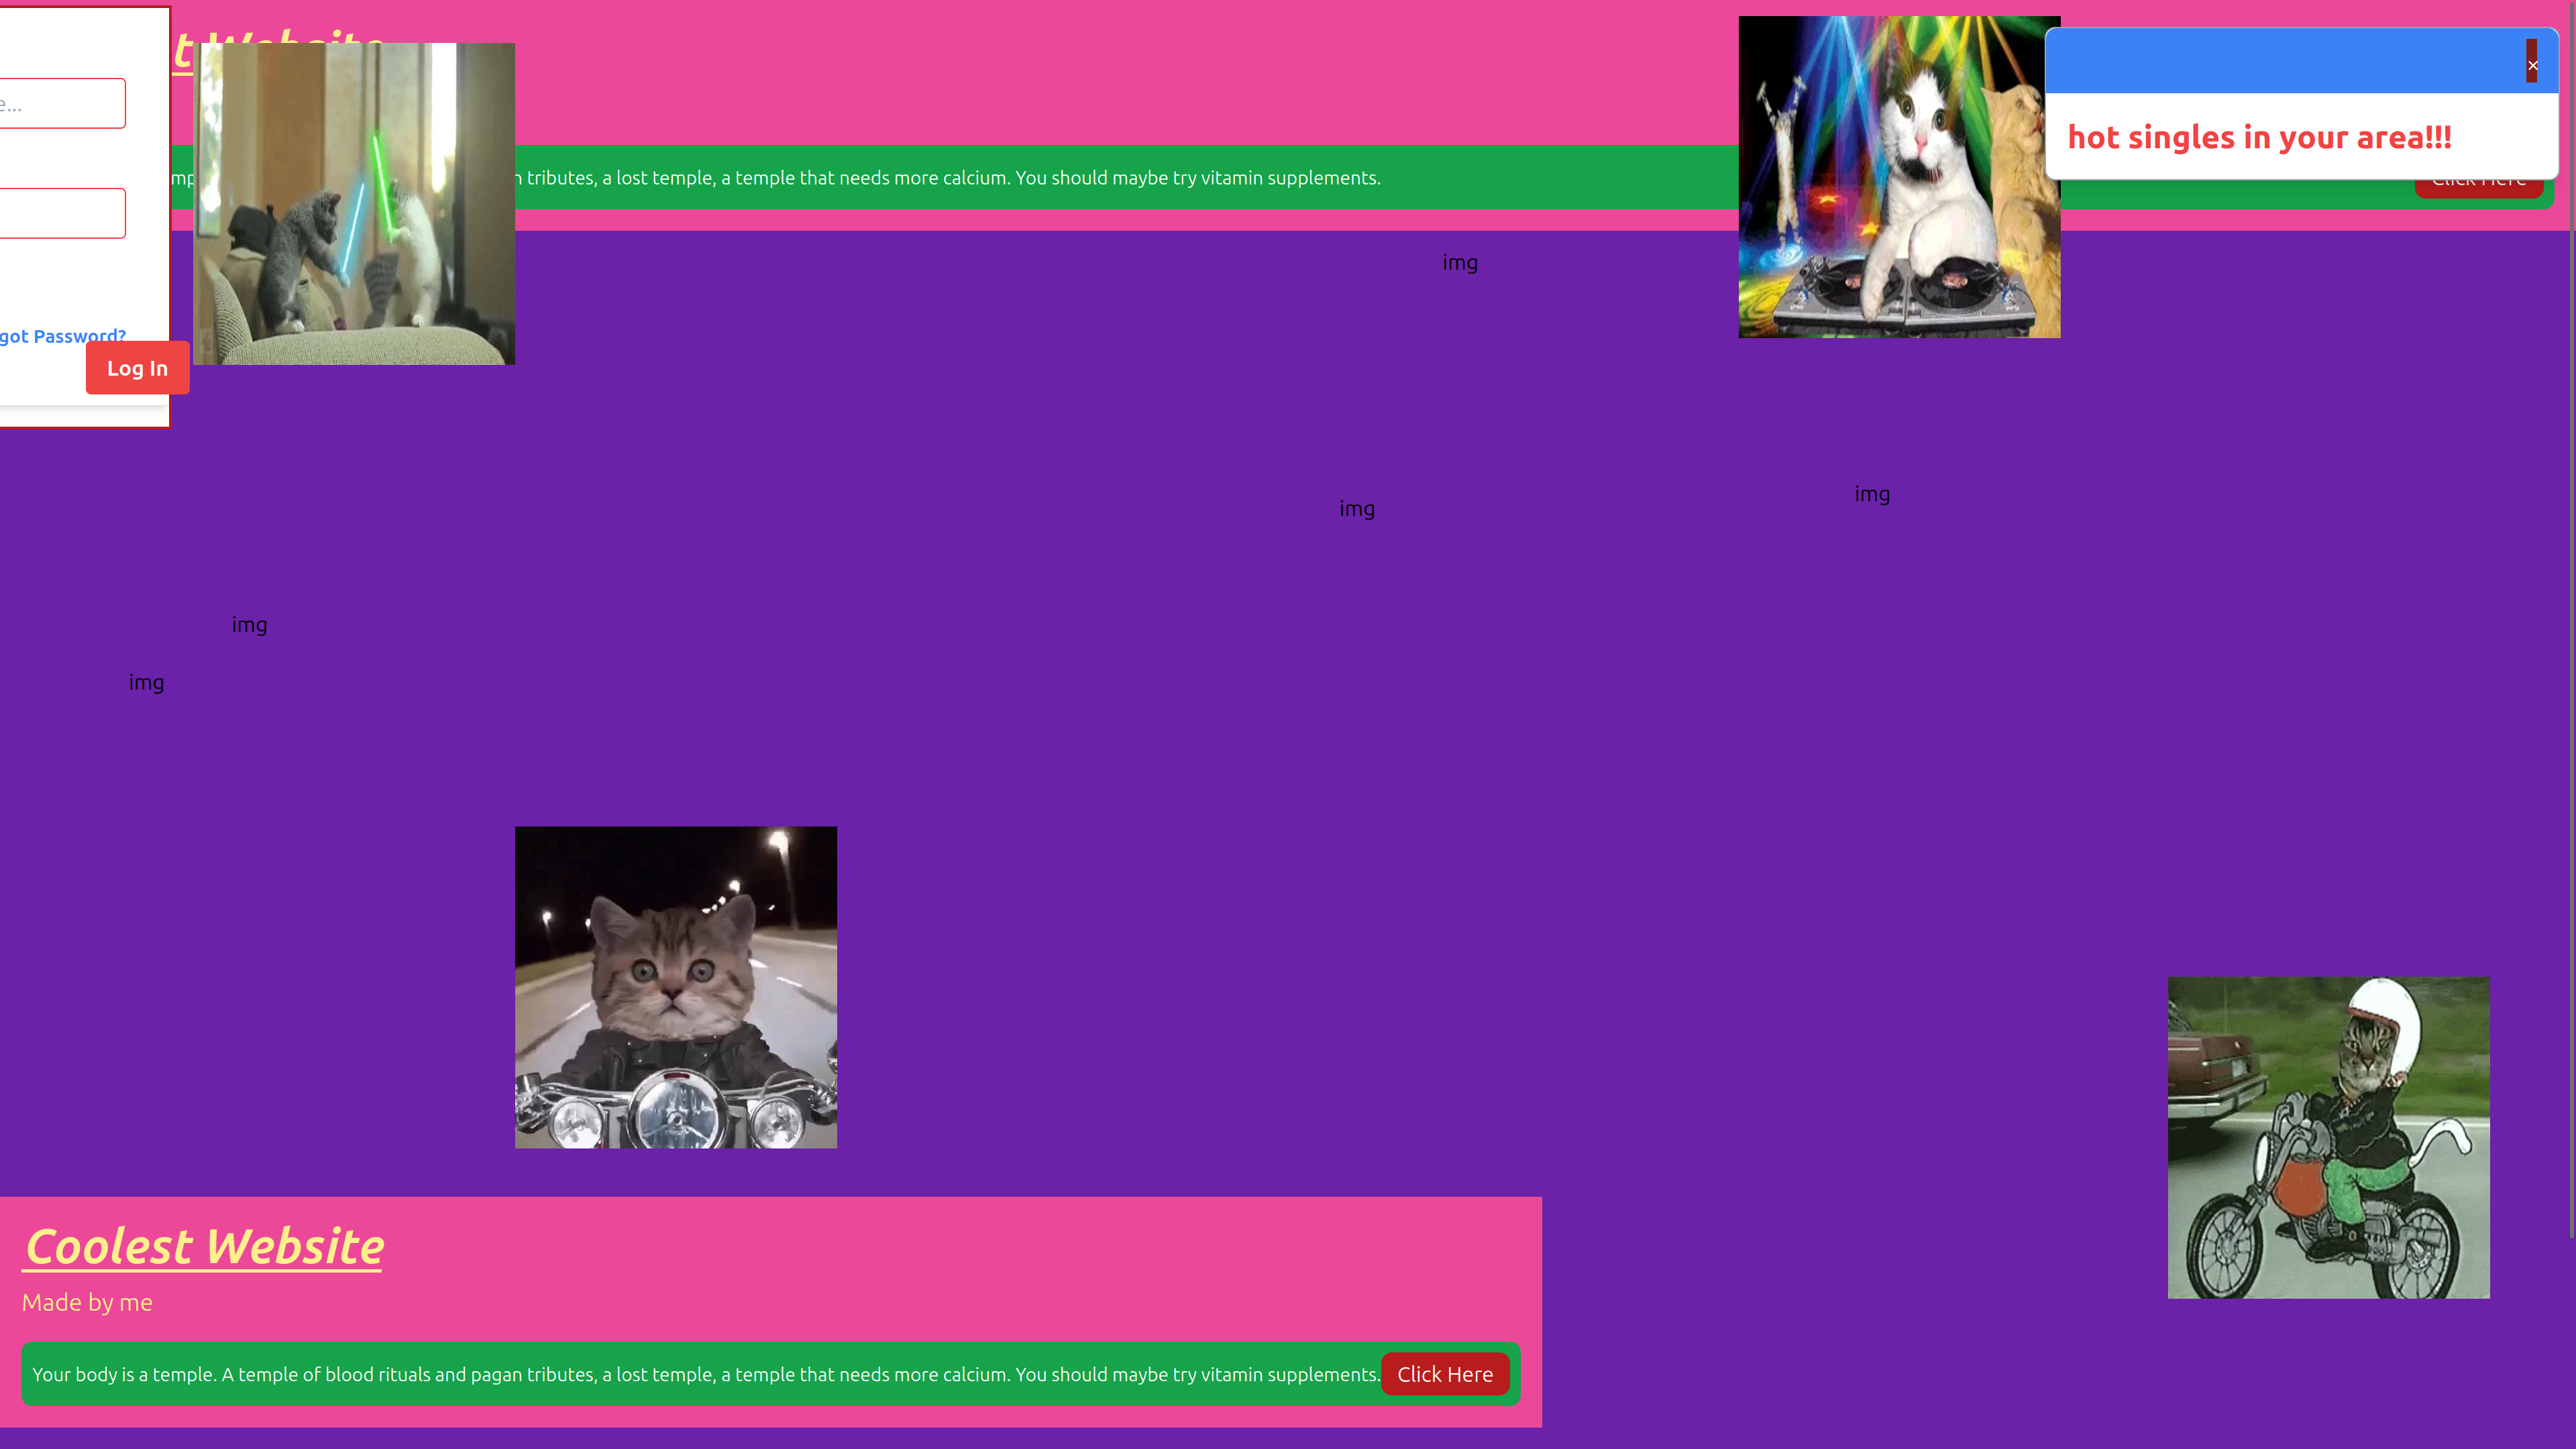 t Website
e...
n tributes, a lost temple, a temple that needs more calcium. You should maybe try vitamin supplements.
×
hot singles in your area!!!
Click Here
got Password?
Log In
img
img
img
img
img
Coolest Website
Made by me
Your body is a temple. A temple of blood rituals and pagan tributes, a lost temple, a temple that needs more calcium. You should maybe try vitamin supplements.
Click Here